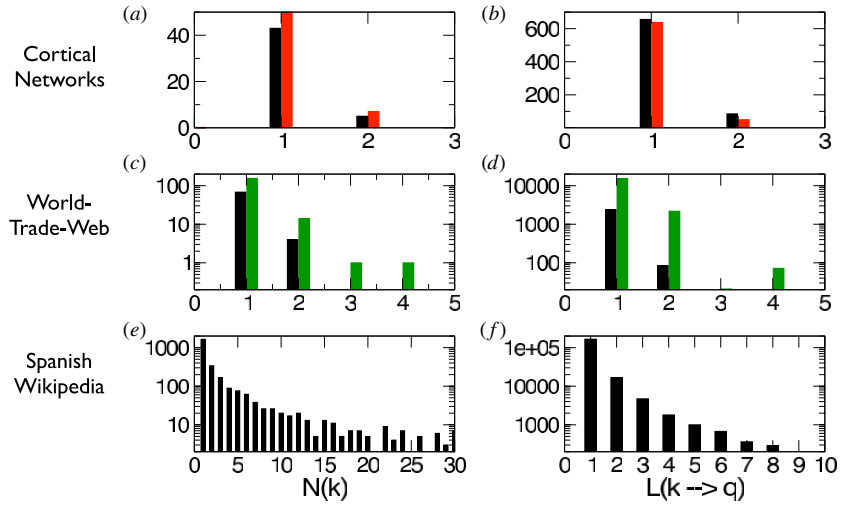 (a) (b)
Cortical
Networks
40
20
0
0 1 2 3
600
400
200
0 1 2 3
(c) (d)
World-
Trade-Web
100
10
1
0 1 2 3 4 5
10000
1000
100
0 1 2 3 4 5
(e) (f)
Spanish
Wikipedia
1000
100
10
0 5 10 15 20 25 30
N(k)
1e+05
10000
1000
0 1 2 3 4 5 6 7 8 9 10
L(k --> q)